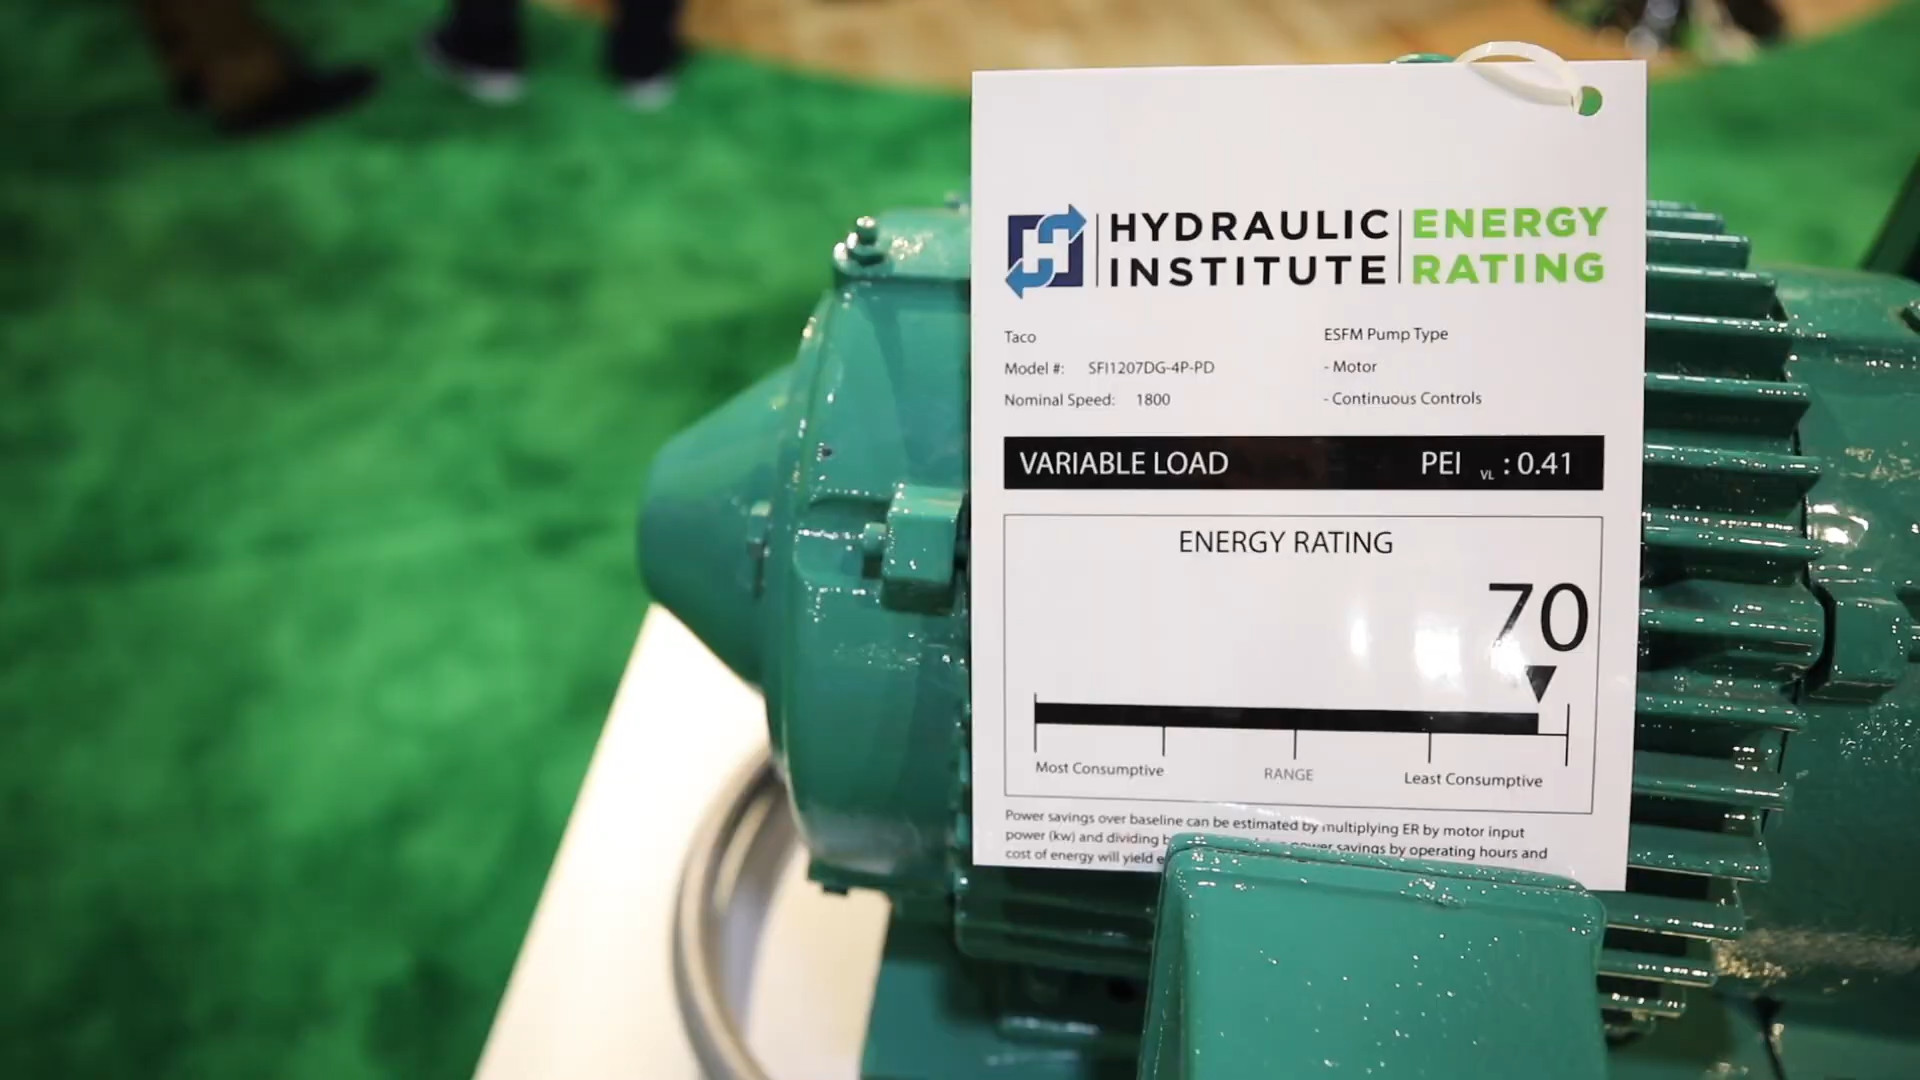 HYDRAULIC INSTITUTE
ENERGY RATING
Taco
Model #: SFI1207DG-4P-PD
Nominal Speed: 1800
ESFM Pump Type
- Motor
- Continuous Controls
VARIABLE LOAD PEI VL : 0.41
ENERGY RATING
70
Most Consumptive RANGE Least Consumptive
Power savings over baseline can be estimated by multiplying ER by motor input
power (kw) and dividing power savings by operating hours and
cost of energy will yield